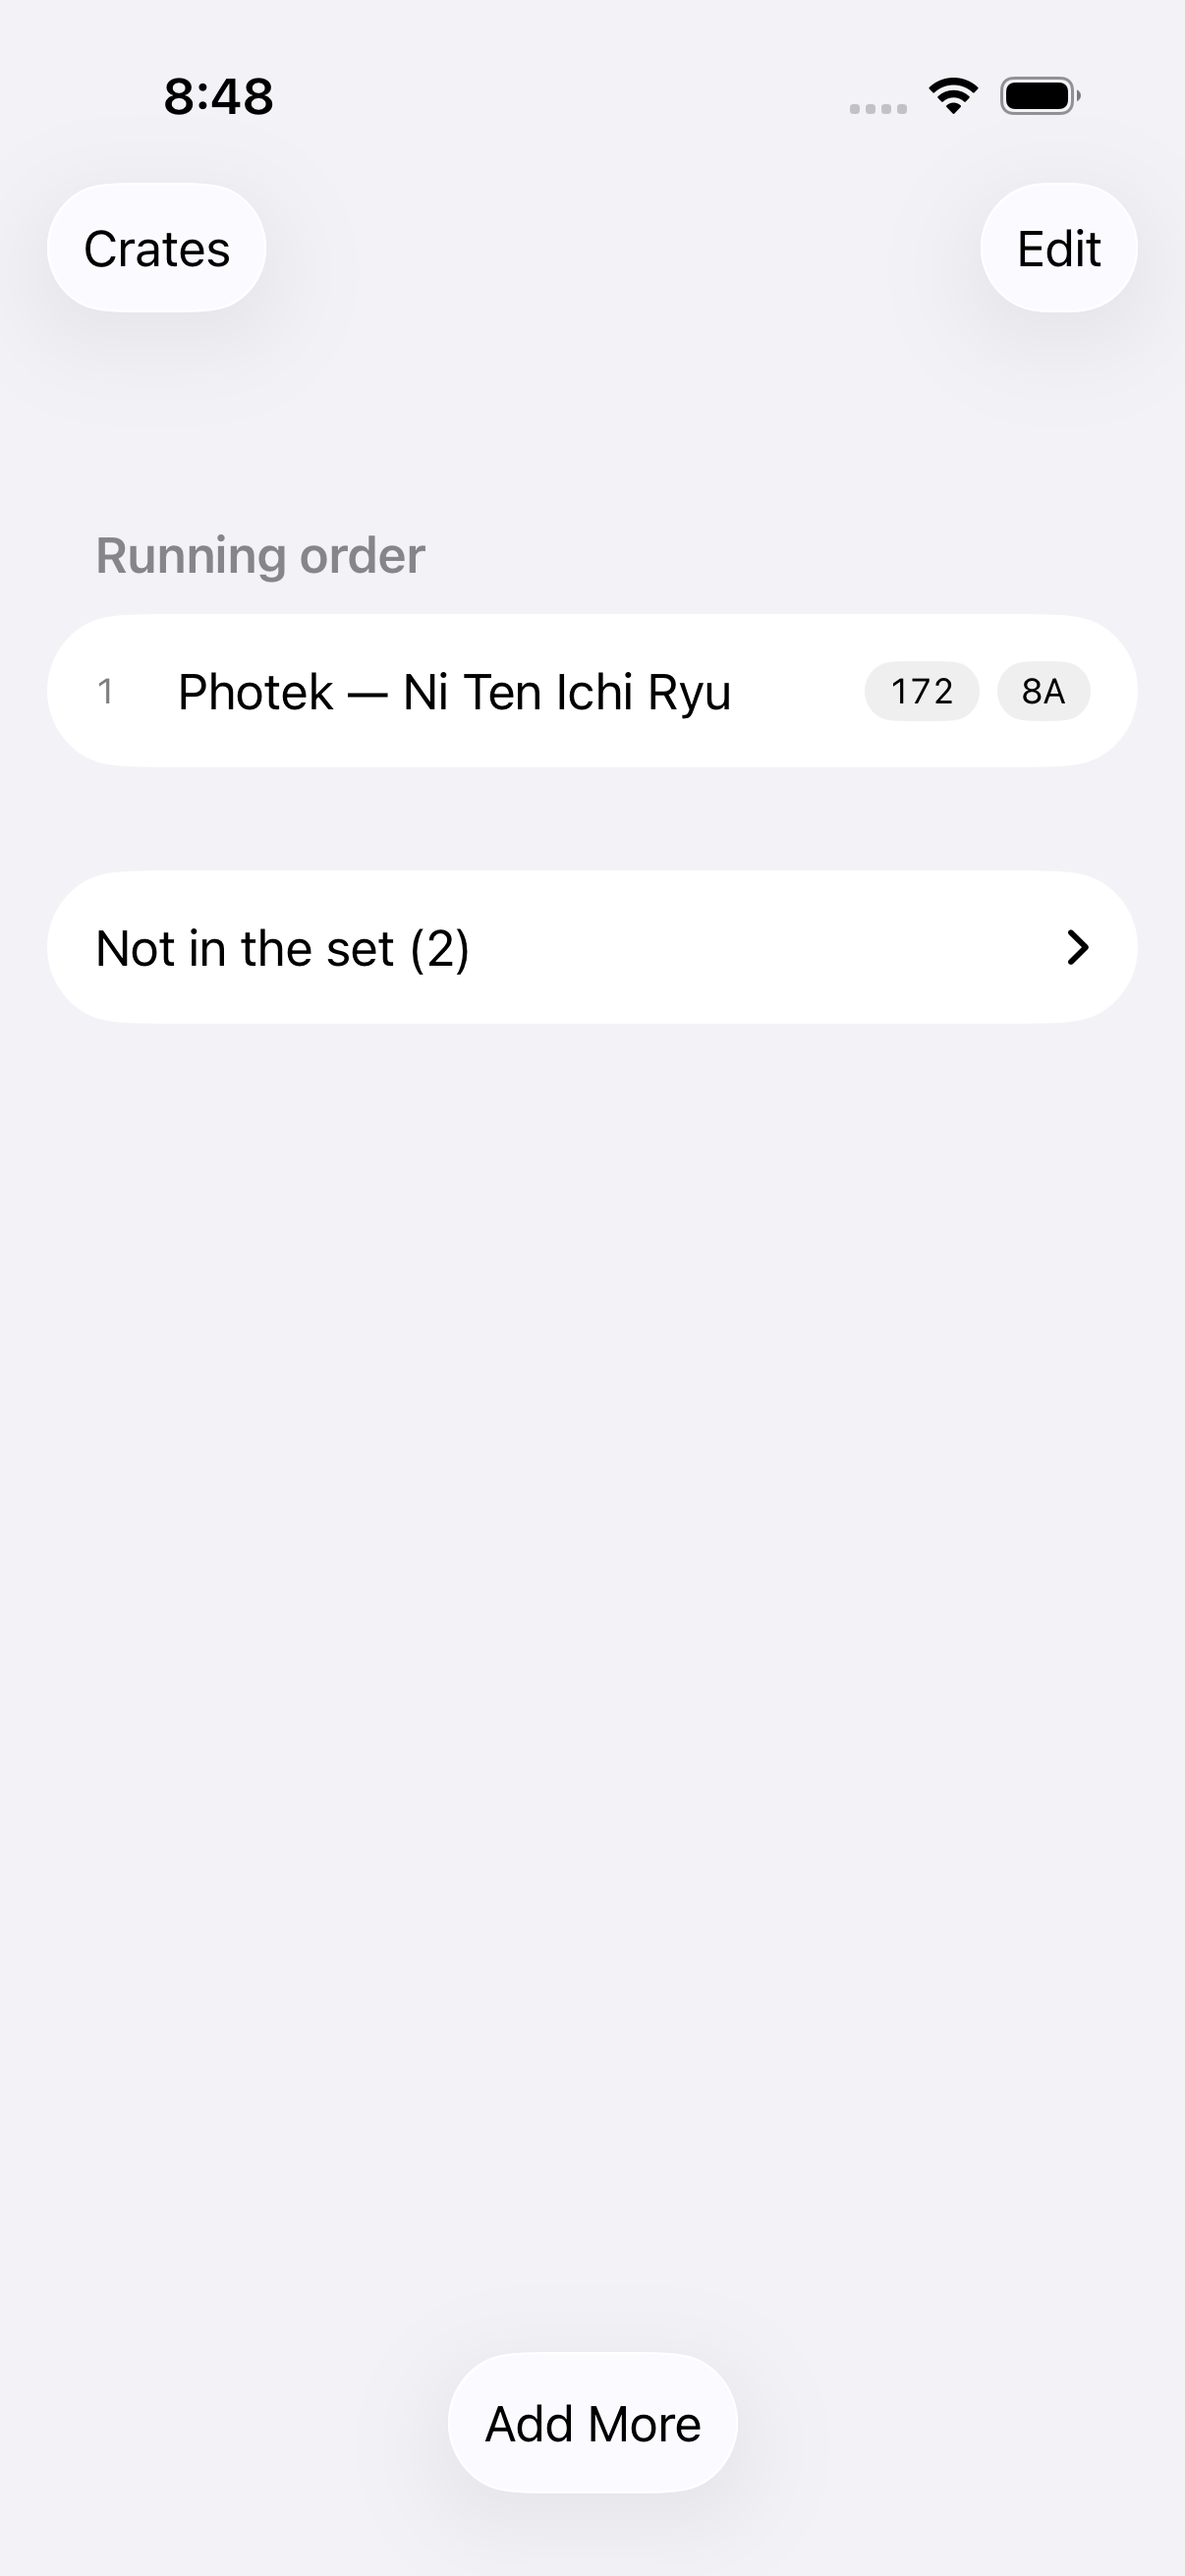 8:48
Crates
Edit
Running order
1 Photek — Ni Ten Ichi Ryu 172 8A
Not in the set (2)
Add More